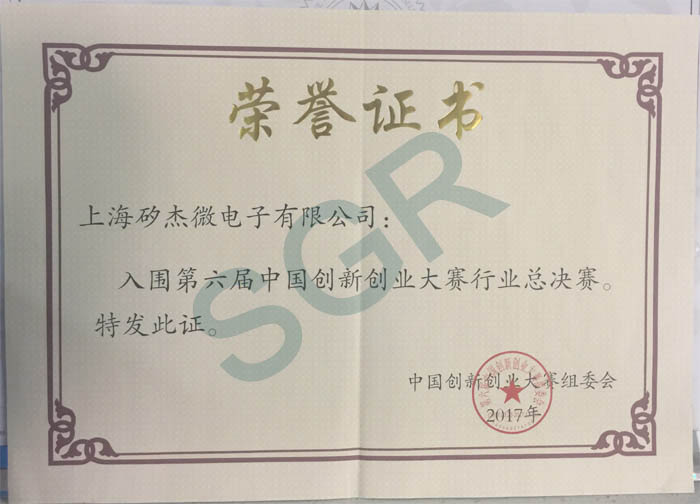 荣誉证书
上海矽杰微电子有限公司：
入围第六届中国创新创业大赛行业总决赛。
特发此证。
中国创新创业大赛组委会
2017年
SGR